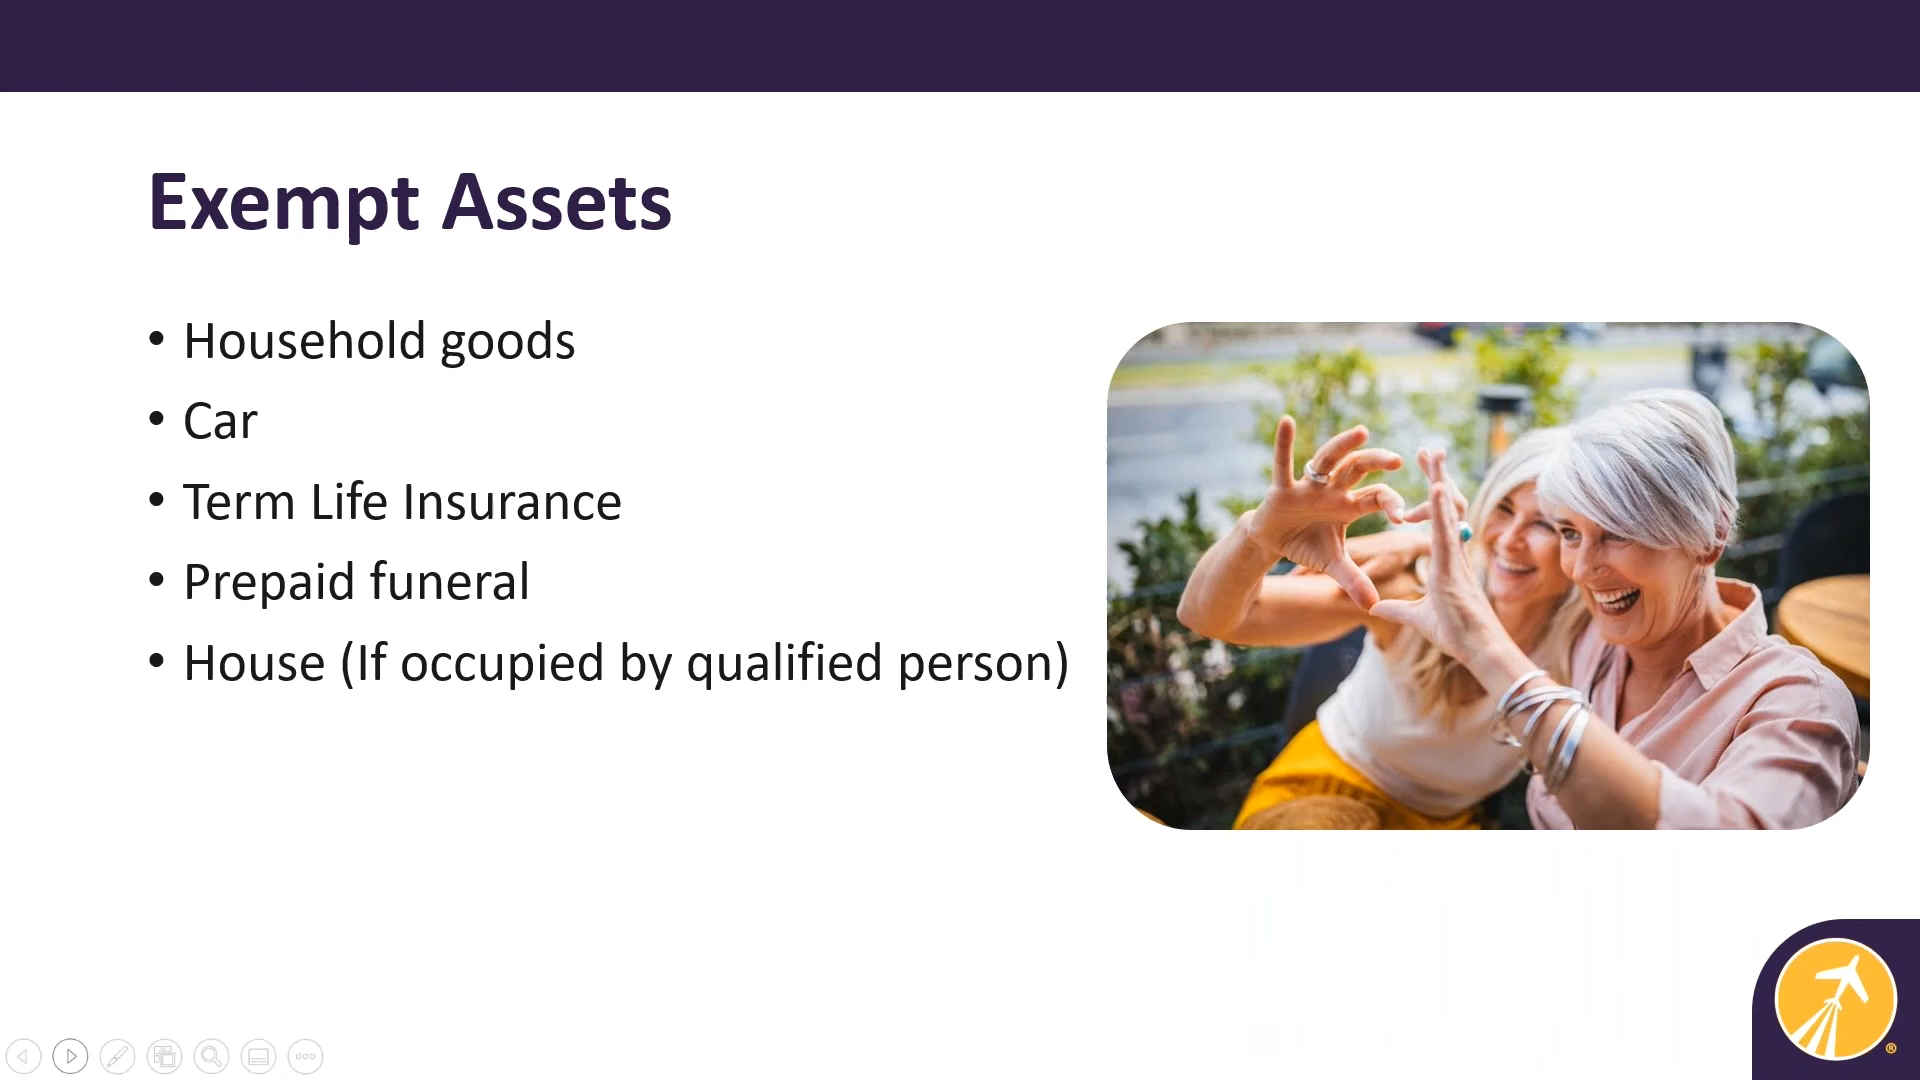 Exempt Assets
• Household goods
• Car
• Term Life Insurance
• Prepaid funeral
• House (If occupied by qualified person)
®